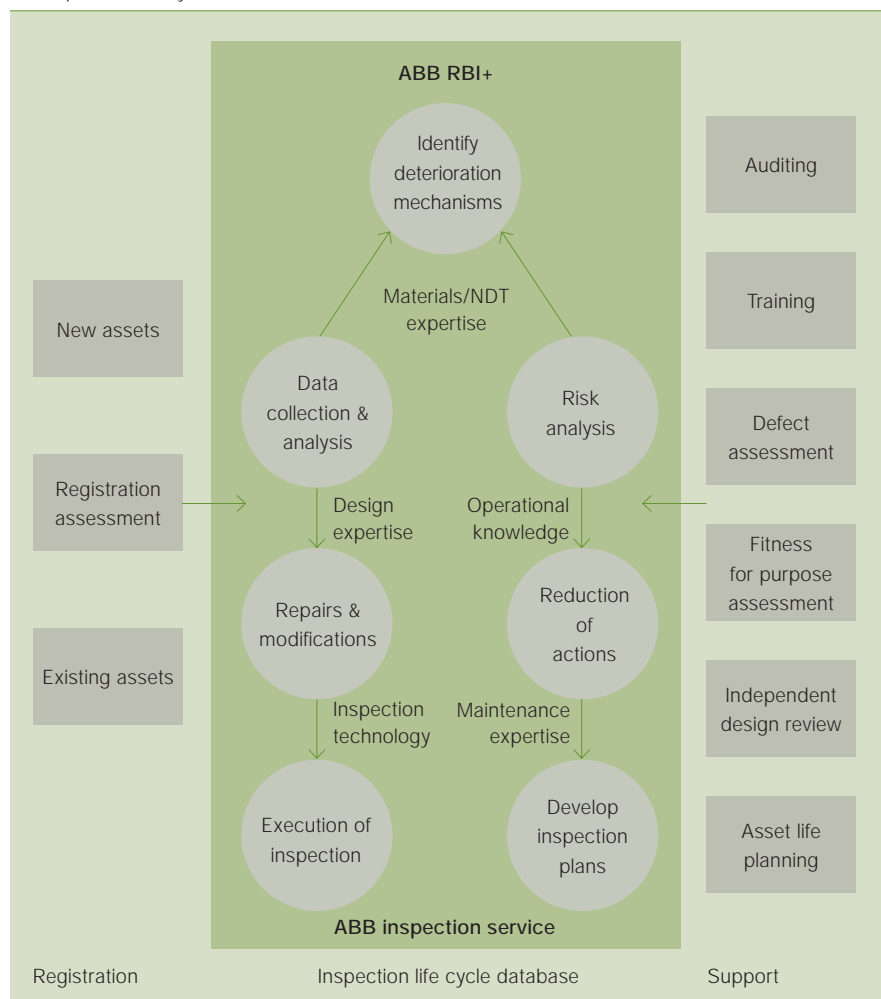 ABB RBI+
Identify
deterioration
mechanisms
Materials/NDT
expertise
Data
collection &
analysis
Risk
analysis
Design
expertise
Operational
knowledge
Repairs &
modifications
Reduction
of
actions
Inspection
technology
Maintenance
expertise
Execution of
inspection
Develop
inspection
plans
ABB inspection service
New assets
Registration
assessment
Existing assets
Auditing
Training
Defect
assessment
Fitness
for purpose
assessment
Independent
design review
Asset life
planning
Registration
Inspection life cycle database
Support